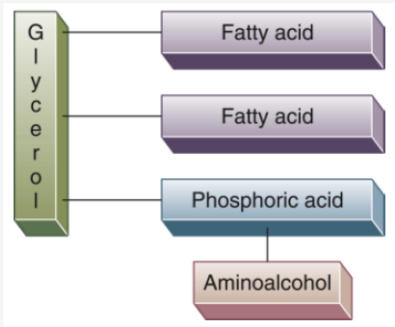 Glycerol
Fatty acid
Fatty acid
Phosphoric acid
Aminoalcohol